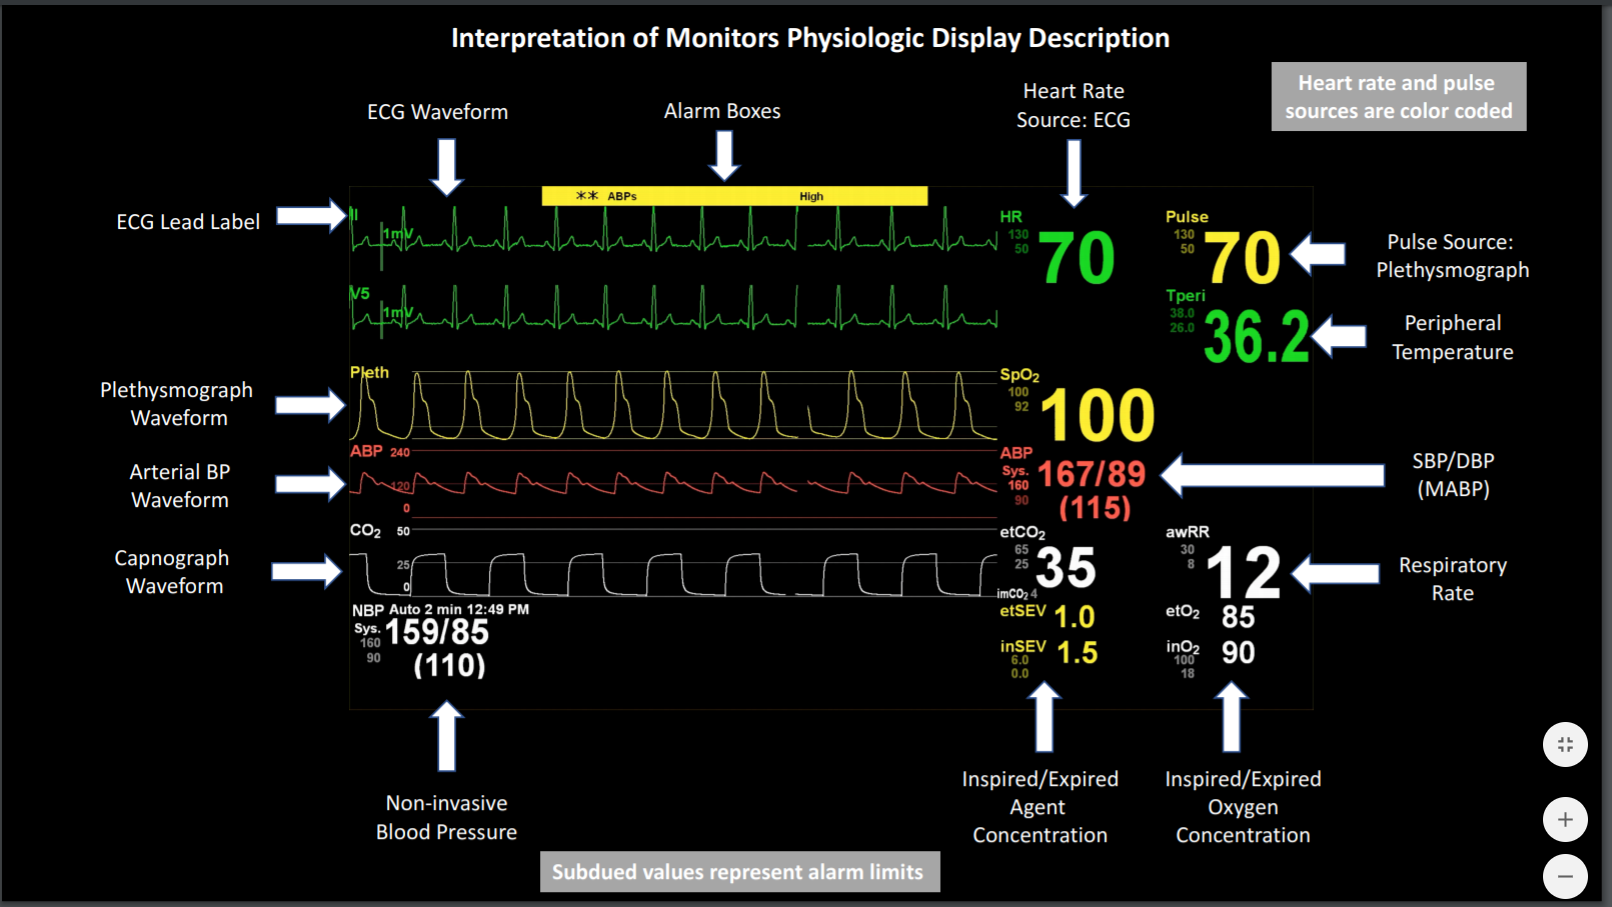 Interpretation of Monitors Physiologic Display Description
Heart rate and pulse
sources are color coded
ECG Waveform
Alarm Boxes
Heart Rate
Source: ECG
** ABPs High
ECG Lead Label
II
1mV
HR
130
50
70
Pulse
130
50
70
Pulse Source:
Plethysmograph
V5
1mV
Tperi
38.0
26.0
36.2
Peripheral
Temperature
Plethysmograph
Waveform
Pleth
SpO₂
100
92
100
Arterial BP
Waveform
ABP 240
120
0
ABP
Sys.
160
90
167/89
(115)
SBP/DBP
(MABP)
Capnograph
Waveform
CO₂ 50
25
0
etCO₂
65
25
35
imCO₂ 4
awRR
30
8
12
Respiratory
Rate
NBP Auto 2 min 12:49 PM
Sys.
160
90
159/85
(110)
etSEV 1.0
inSEV 1.5
6.0
0.0
etO₂ 85
inO₂ 90
100
18
Non-invasive
Blood Pressure
Inspired/Expired
Agent
Concentration
Inspired/Expired
Oxygen
Concentration
Subdued values represent alarm limits